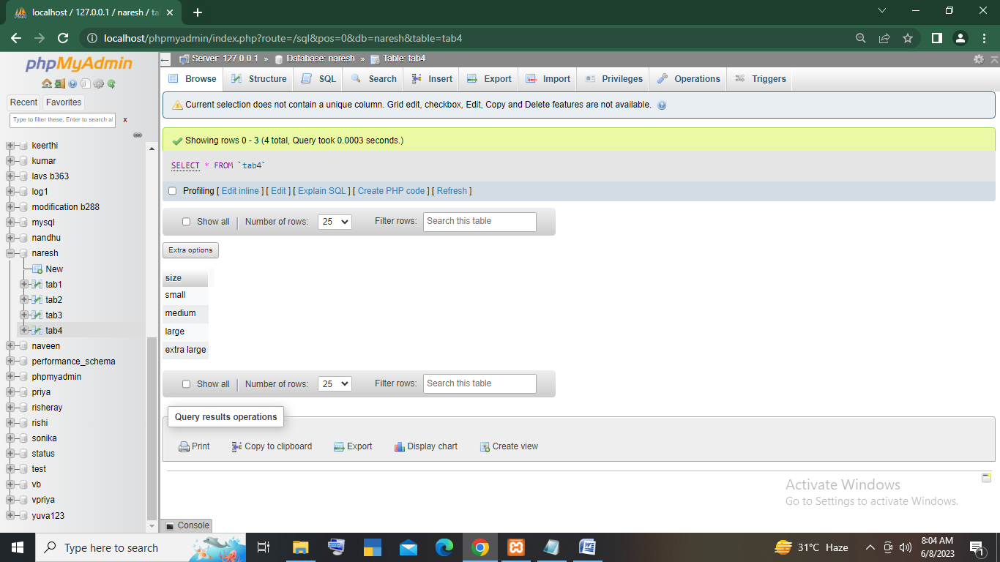 localhost / 127.0.0.1 / naresh / ta
localhost/phpmyadmin/index.php?route=/sql&pos=0&db=naresh&table=tab4
phpMyAdmin
Recent Favorites
Type to filter these, Enter to search al x
keerthi
kumar
lavs b363
log1
modification b288
mysql
nandhu
naresh
New
tab1
tab2
tab3
tab4
naveen
performance_schema
phpmyadmin
priya
risheray
rishi
sonika
status
test
vb
vpriya
yuva123
Server: 127.0.0.1 » Database: naresh » Table: tab4
Browse Structure SQL Search Insert Export Import Privileges Operations Triggers
Current selection does not contain a unique column. Grid edit, checkbox, Edit, Copy and Delete features are not available.
Showing rows 0 - 3 (4 total, Query took 0.0003 seconds.)
SELECT * FROM `tab4`
Profiling [ Edit inline ] [ Edit ] [ Explain SQL ] [ Create PHP code ] [ Refresh ]
Show all | Number of rows: 25 Filter rows: Search this table
Extra options
size
small
medium
large
extra large
Show all | Number of rows: 25 Filter rows: Search this table
Query results operations
Print Copy to clipboard Export Display chart Create view
Activate Windows
Go to Settings to activate Windows.
Console
Type here to search
31°C Haze
8:04 AM
6/8/2023
1